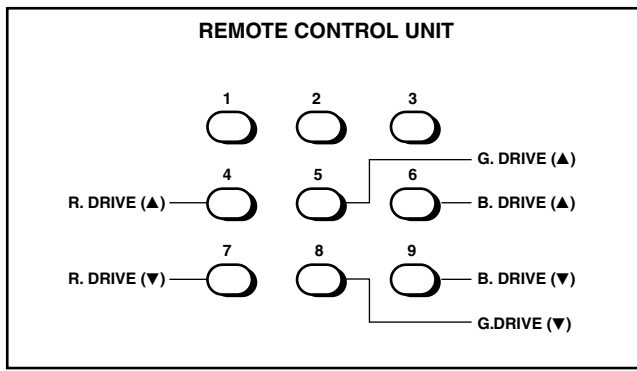 REMOTE CONTROL UNIT
1 2 3
G. DRIVE (▲)
4 5 6
R. DRIVE (▲) B. DRIVE (▲)
7 8 9
R. DRIVE (▼) B. DRIVE (▼)
G.DRIVE (▼)